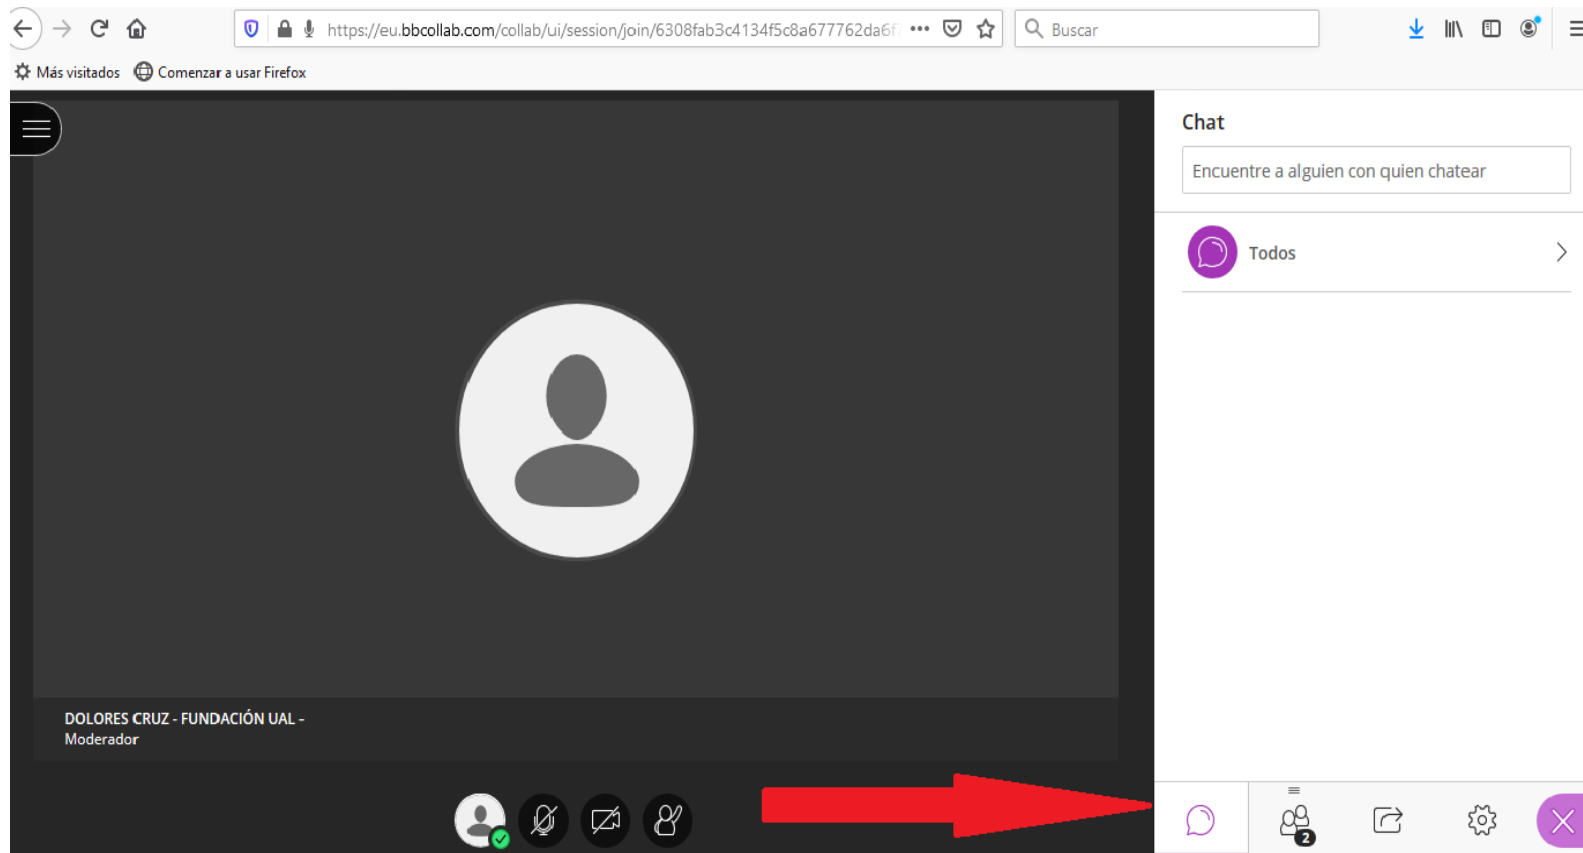 https://eu.bbcollab.com/collab/ui/session/join/6308fab3c4134f5c8a677762da6f
Buscar
Más visitados
Comenzar a usar Firefox
Chat
Encuentre a alguien con quien chatear
Todos
DOLORES CRUZ - FUNDACIÓN UAL -
Moderador
2